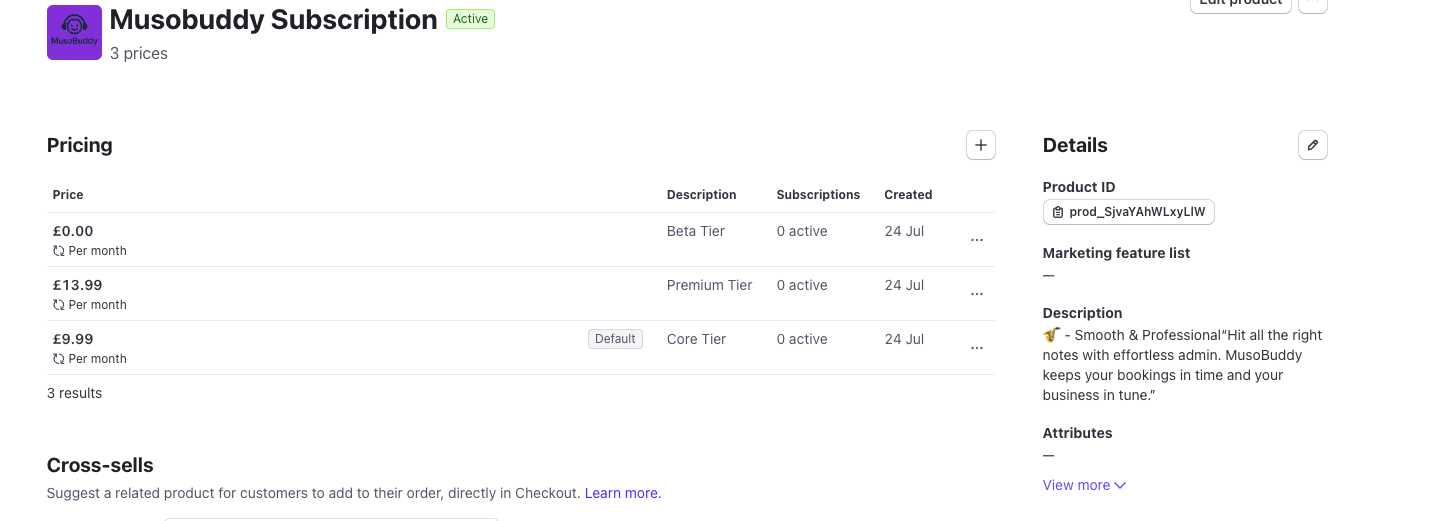 Edit product
MusoBuddy
Musobuddy Subscription
Active
3 prices
Pricing
Price Description Subscriptions Created
£0.00 Beta Tier 0 active 24 Jul
Per month
£13.99 Premium Tier 0 active 24 Jul
Per month
£9.99 Default Core Tier 0 active 24 Jul
Per month
3 results
Cross-sells
Suggest a related product for customers to add to their order, directly in Checkout. Learn more.
Details
Product ID
Marketing feature list
—
Description
🎷 - Smooth & Professional“Hit all the right
notes with effortless admin. MusoBuddy
keeps your bookings in time and your
business in tune.”
Attributes
—
View more